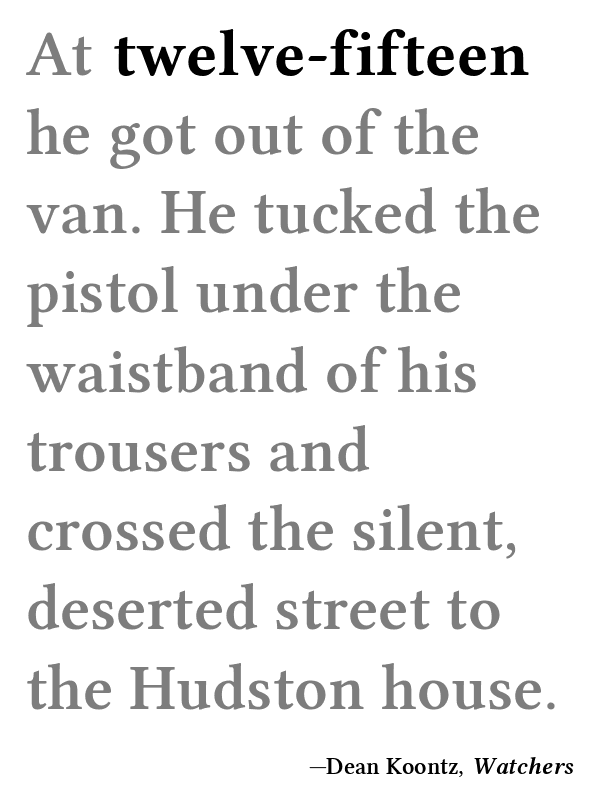 At twelve-fifteen
he got out of the
van. He tucked the
pistol under the
waistband of his
trousers and
crossed the silent,
deserted street to
the Hudston house.
—Dean Koontz, Watchers